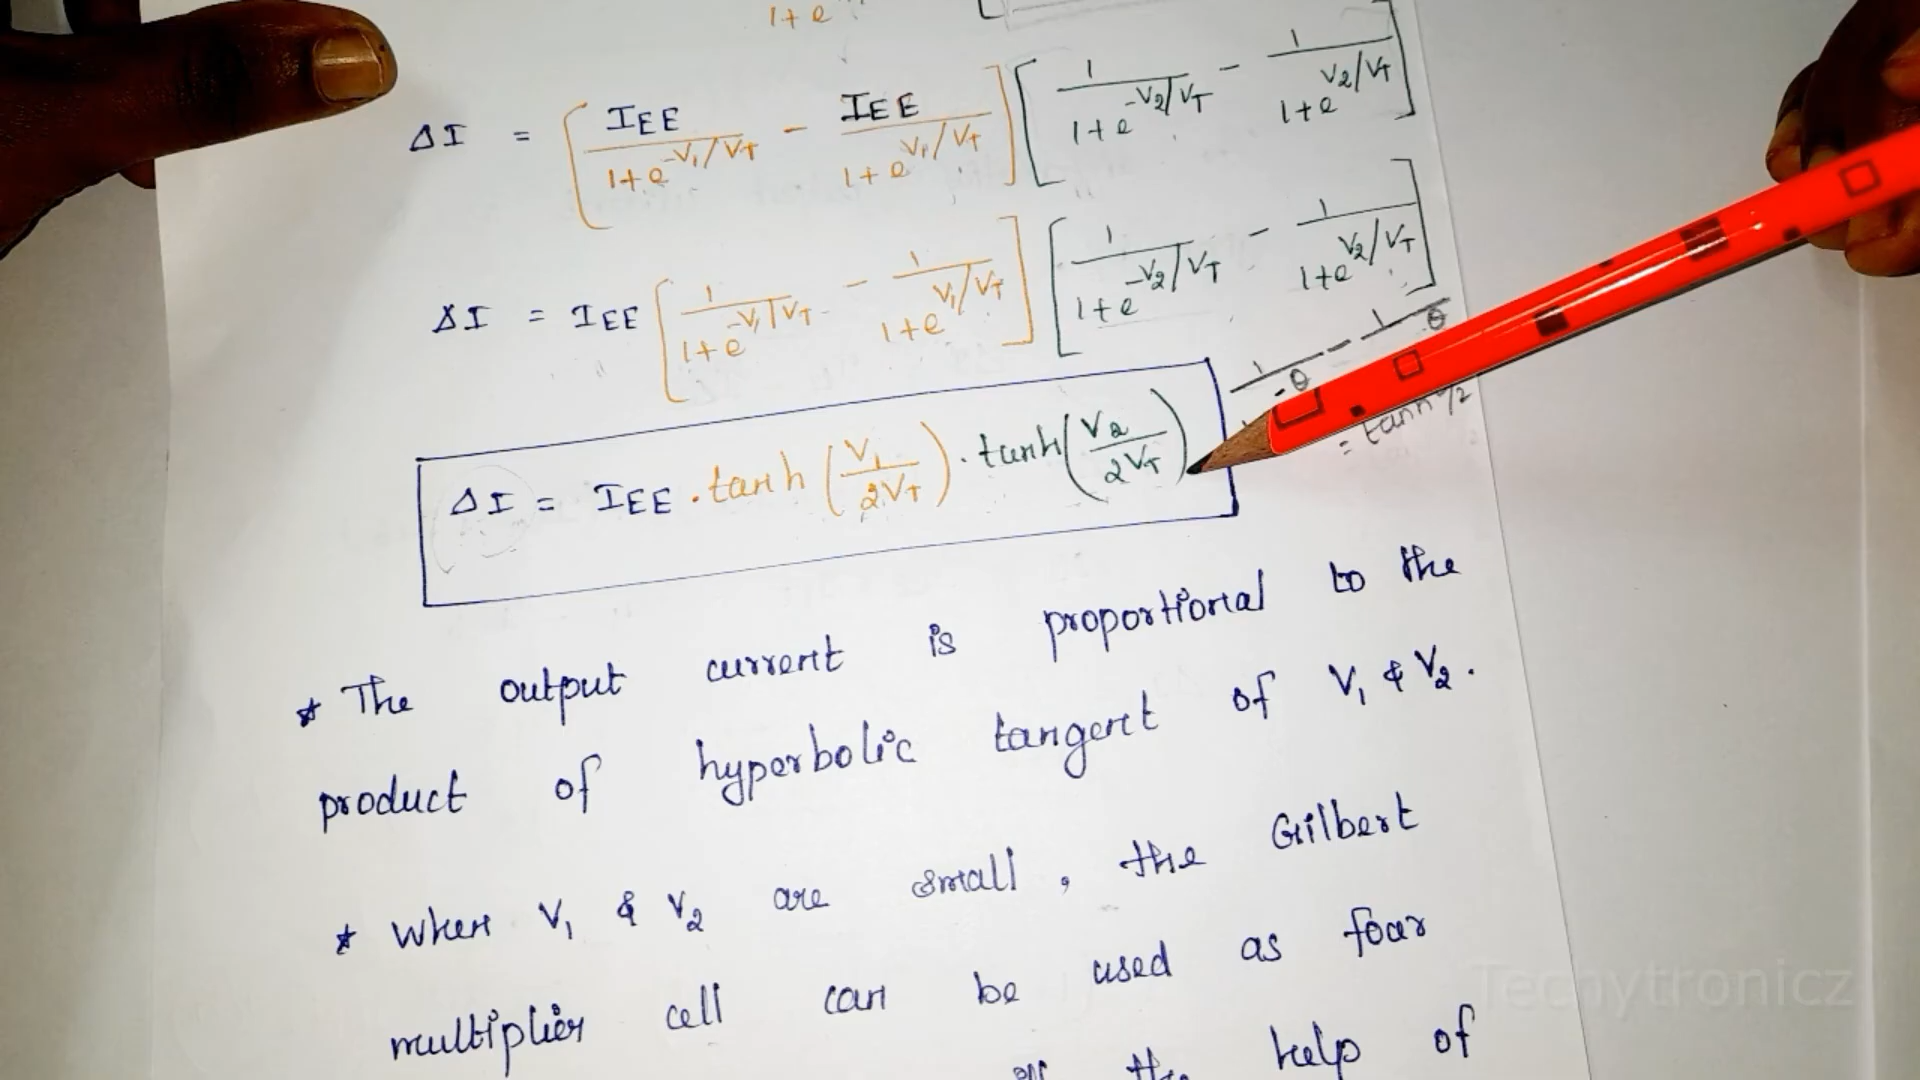 1+e
ΔI = [IEE/(1+e^(-V1/VT)) - IEE/(1+e^(V1/VT))] [1/(1+e^(-V2/VT)) - 1/(1+e^(V2/VT))]
ΔI = IEE [1/(1+e^(-V1/VT)) - 1/(1+e^(V1/VT))] [1/(1+e^(-V2/VT)) - 1/(1+e^(V2/VT))]
ΔI = IEE . tanh (V1/2VT) . tanh (V2/2VT)
= tanh
* The output current is proportional to the
product of hyperbolic tangent of V1 & V2.
* When V1 & V2 are small, the Gilbert
multiplier cell can be used as four
the help of
Techytronicz